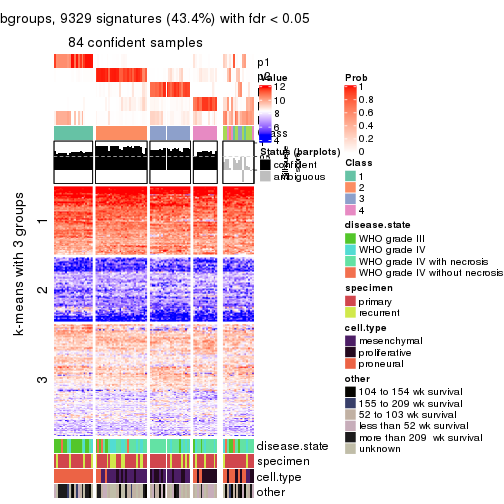 bgroups, 9329 signatures (43.4%) with fdr < 0.05
84 confident samples
p1
Value
12
10
8
6
4
Status (barplots)
confident
ambiguous
Prob
1
0.8
0.6
0.4
0.2
0
Class
1
2
3
4
disease.state
WHO grade III
WHO grade IV
WHO grade IV with necrosis
WHO grade IV without necrosis
specimen
primary
recurrent
cell.type
mesenchymal
proliferative
proneural
other
104 to 154 wk survival
155 to 209 wk survival
52 to 103 wk survival
less than 52 wk survival
more than 209  wk survival
unknown
k-means with 3 groups
1
2
3
disease.state
specimen
cell.type
other